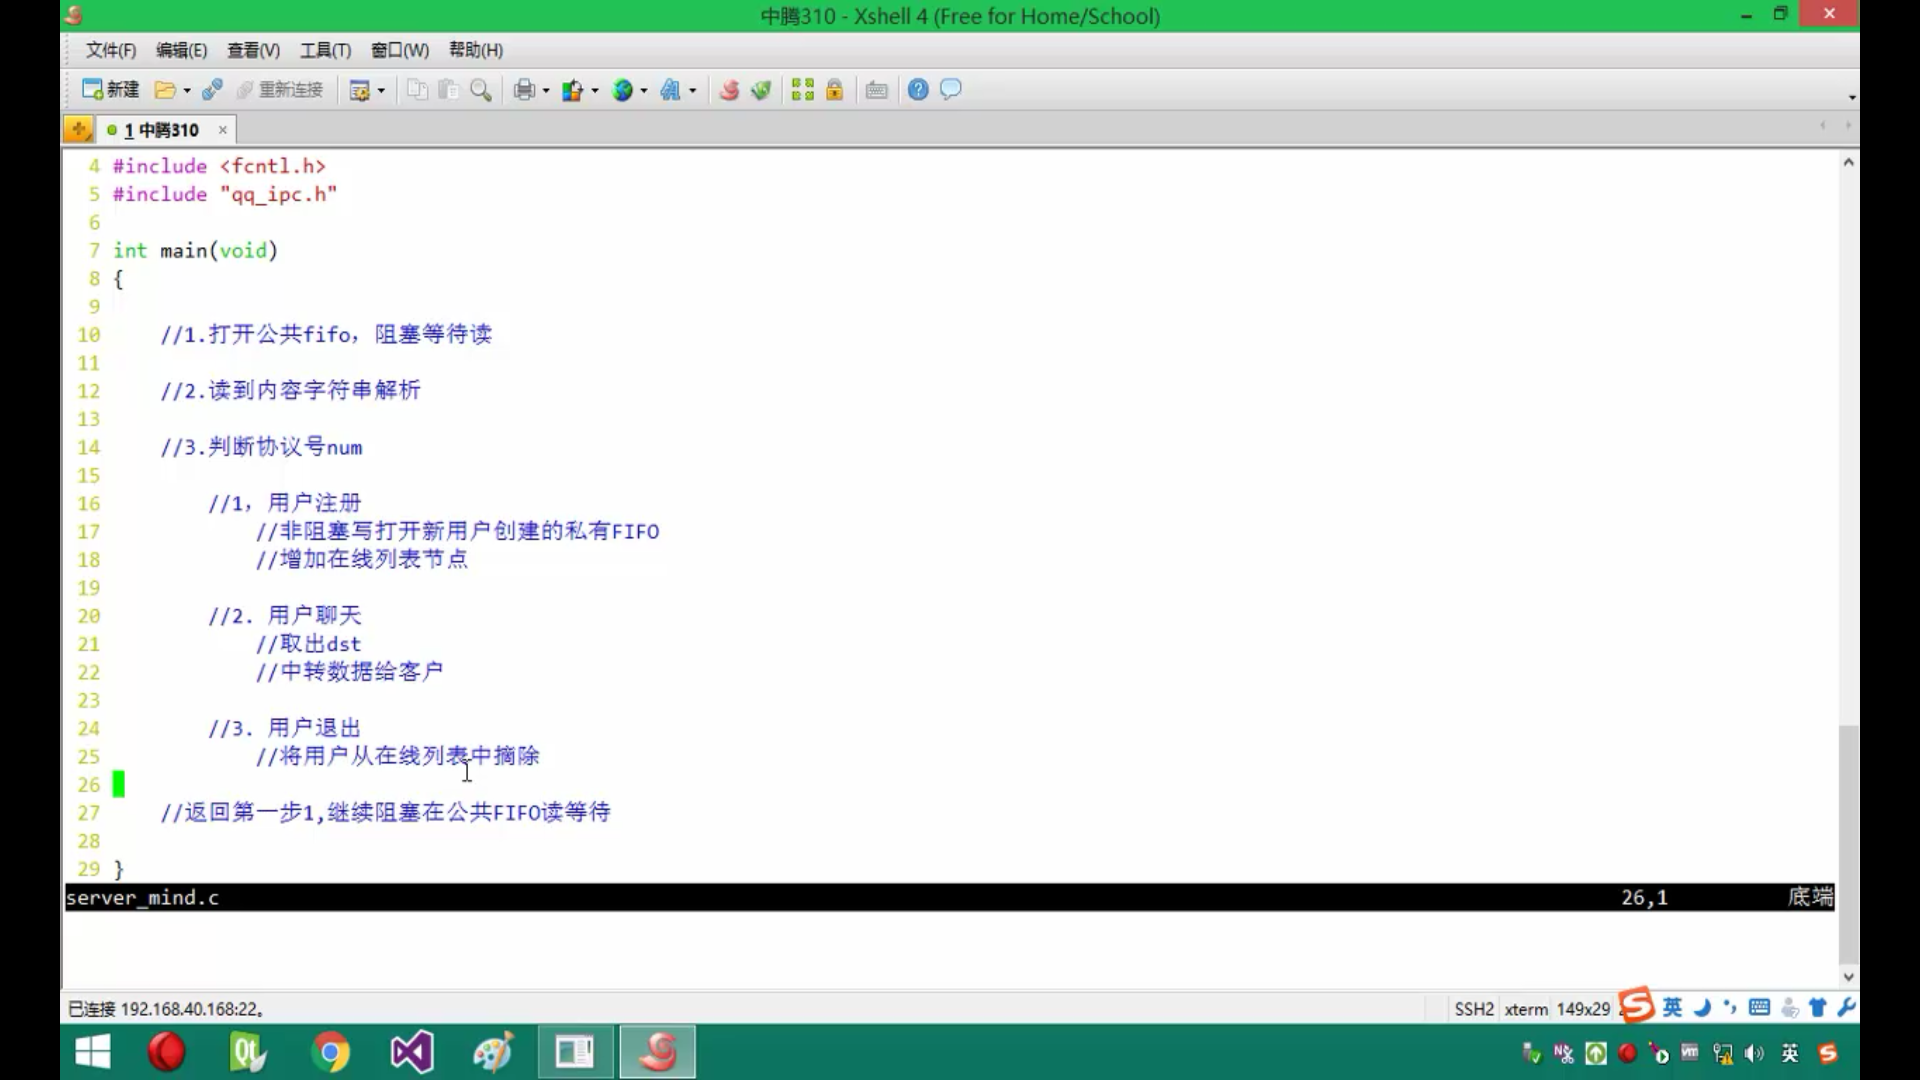 中腾310 - Xshell 4 (Free for Home/School)
文件(F) 编辑(E) 查看(V) 工具(T) 窗口(W) 帮助(H)
新建 重新连接
1 中腾310
4 #include <fcntl.h>
5 #include "qq_ipc.h"
6
7 int main(void)
8 {
9
10 //1.打开公共fifo，阻塞等待读
11
12 //2.读到内容字符串解析
13
14 //3.判断协议号num
15
16 //1，用户注册
17 //非阻塞写打开新用户创建的私有FIFO
18 //增加在线列表节点
19
20 //2. 用户聊天
21 //取出dst
22 //中转数据给客户
23
24 //3. 用户退出
25 //将用户从在线列表中摘除
26
27 //返回第一步1,继续阻塞在公共FIFO读等待
28
29 }
server_mind.c 26,1 底端
已连接 192.168.40.168:22。 SSH2 xterm 149x29 英
英